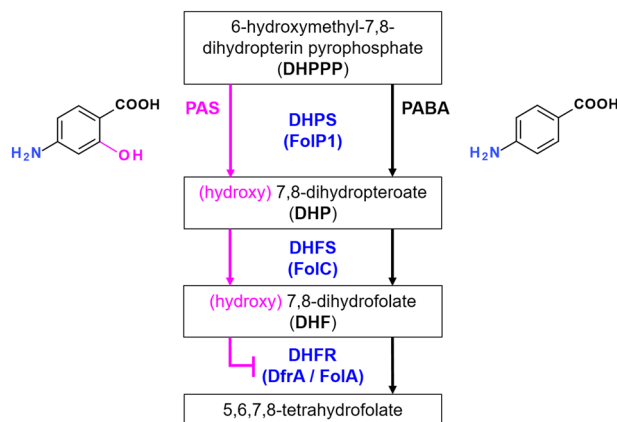 6-hydroxymethyl-7,8-
dihydropterin pyrophosphate
(DHPPP)
PAS
DHPS
(FolP1)
PABA
COOH
H₂N
OH
COOH
H₂N
(hydroxy) 7,8-dihydropteroate
(DHP)
DHFS
(FolC)
(hydroxy) 7,8-dihydrofolate
(DHF)
DHFR
(DfrA / FolA)
5,6,7,8-tetrahydrofolate